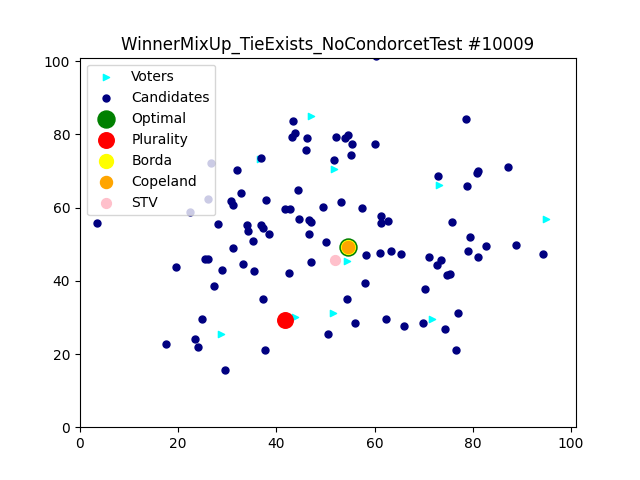 WinnerMixUp_TieExists_NoCondorcetTest #10009
Voters
Candidates
Optimal
Plurality
Borda
Copeland
STV
100
80
60
40
20
0
0 20 40 60 80 100